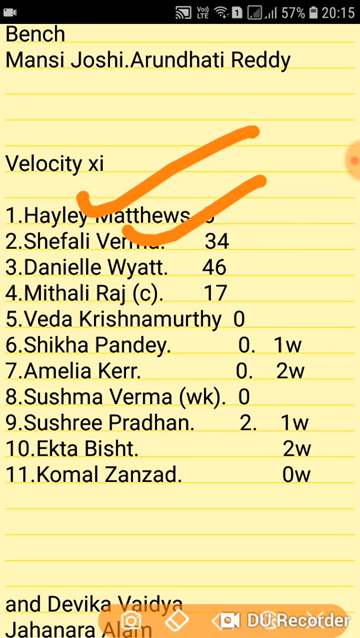 57% 20:15
Bench
Mansi Joshi.Arundhati Reddy
Velocity xi
1.Hayley Matthews
2.Shefali Verma. 34
3.Danielle Wyatt. 46
4.Mithali Raj (c). 17
5.Veda Krishnamurthy 0
6.Shikha Pandey. 0. 1w
7.Amelia Kerr. 0. 2w
8.Sushma Verma (wk). 0
9.Sushree Pradhan. 2. 1w
10.Ekta Bisht. 2w
11.Komal Zanzad. 0w
and Devika Vaidya
Jahanara Alam
DU Recorder